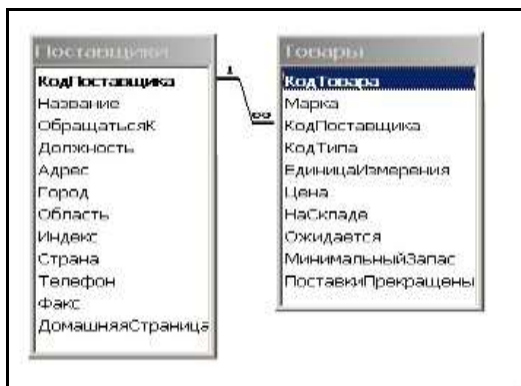 Поставщики
КодПоставщика
Название
ОбращатьсяК
Должность
Адрес
Город
Область
Индекс
Страна
Телефон
Факс
ДомашняяСтраница
1
∞
Товары
КодТовара
Марка
КодПоставщика
КодТипа
ЕдиницаИзмерения
Цена
НаСкладе
Ожидается
МинимальныйЗапас
ПоставкиПрекращены